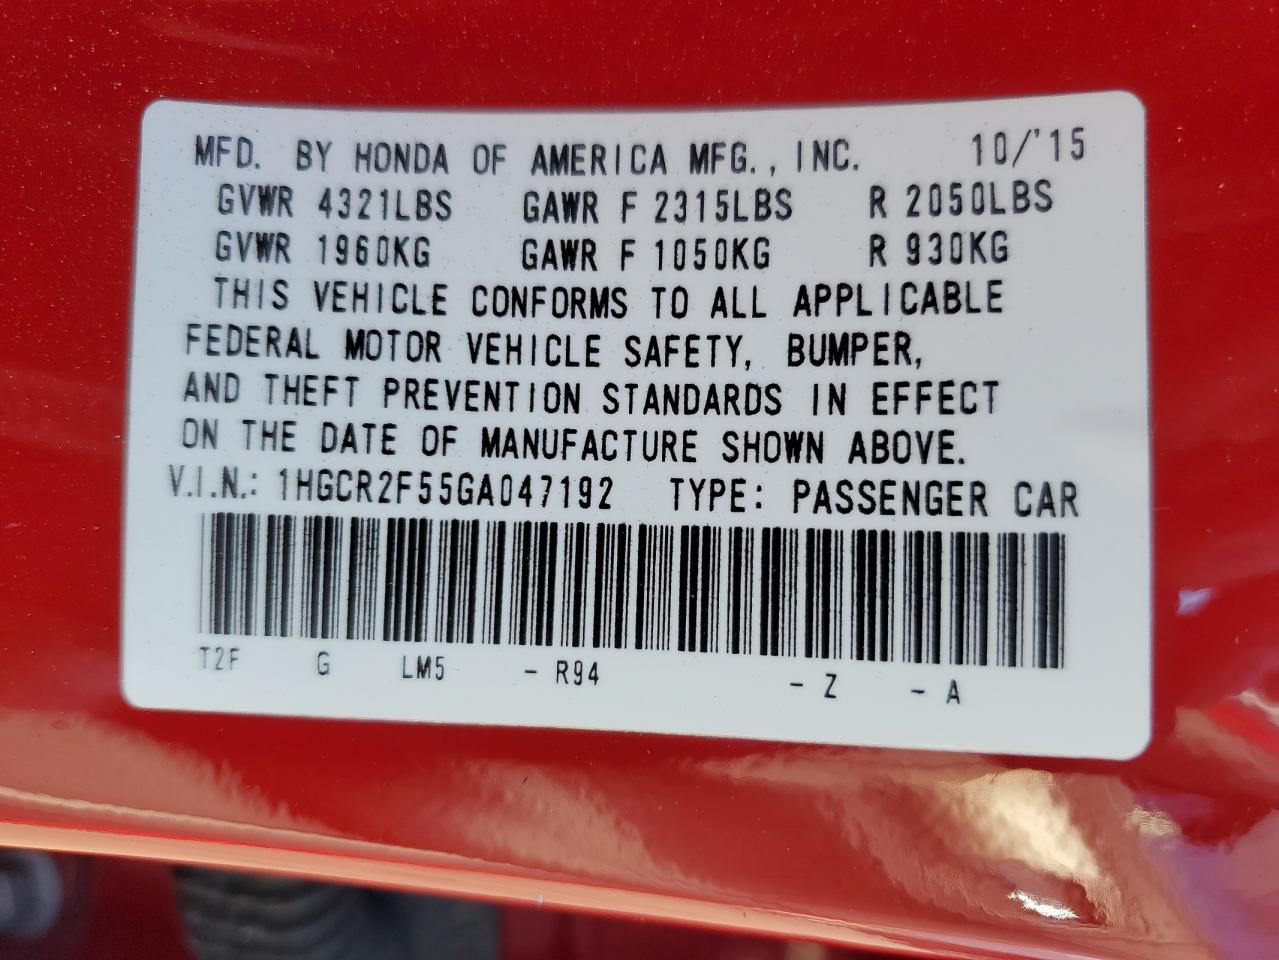 MFD. BY HONDA OF AMERICA MFG., INC. 10/'15
GVWR 4321LBS GAWR F 2315LBS R 2050LBS
GVWR 1960KG GAWR F 1050KG R 930KG
THIS VEHICLE CONFORMS TO ALL APPLICABLE
FEDERAL MOTOR VEHICLE SAFETY, BUMPER,
AND THEFT PREVENTION STANDARDS IN EFFECT
ON THE DATE OF MANUFACTURE SHOWN ABOVE.
V.I.N.: 1HGCR2F55GA047192 TYPE: PASSENGER CAR
T2F G LM5 - R94 - Z - A